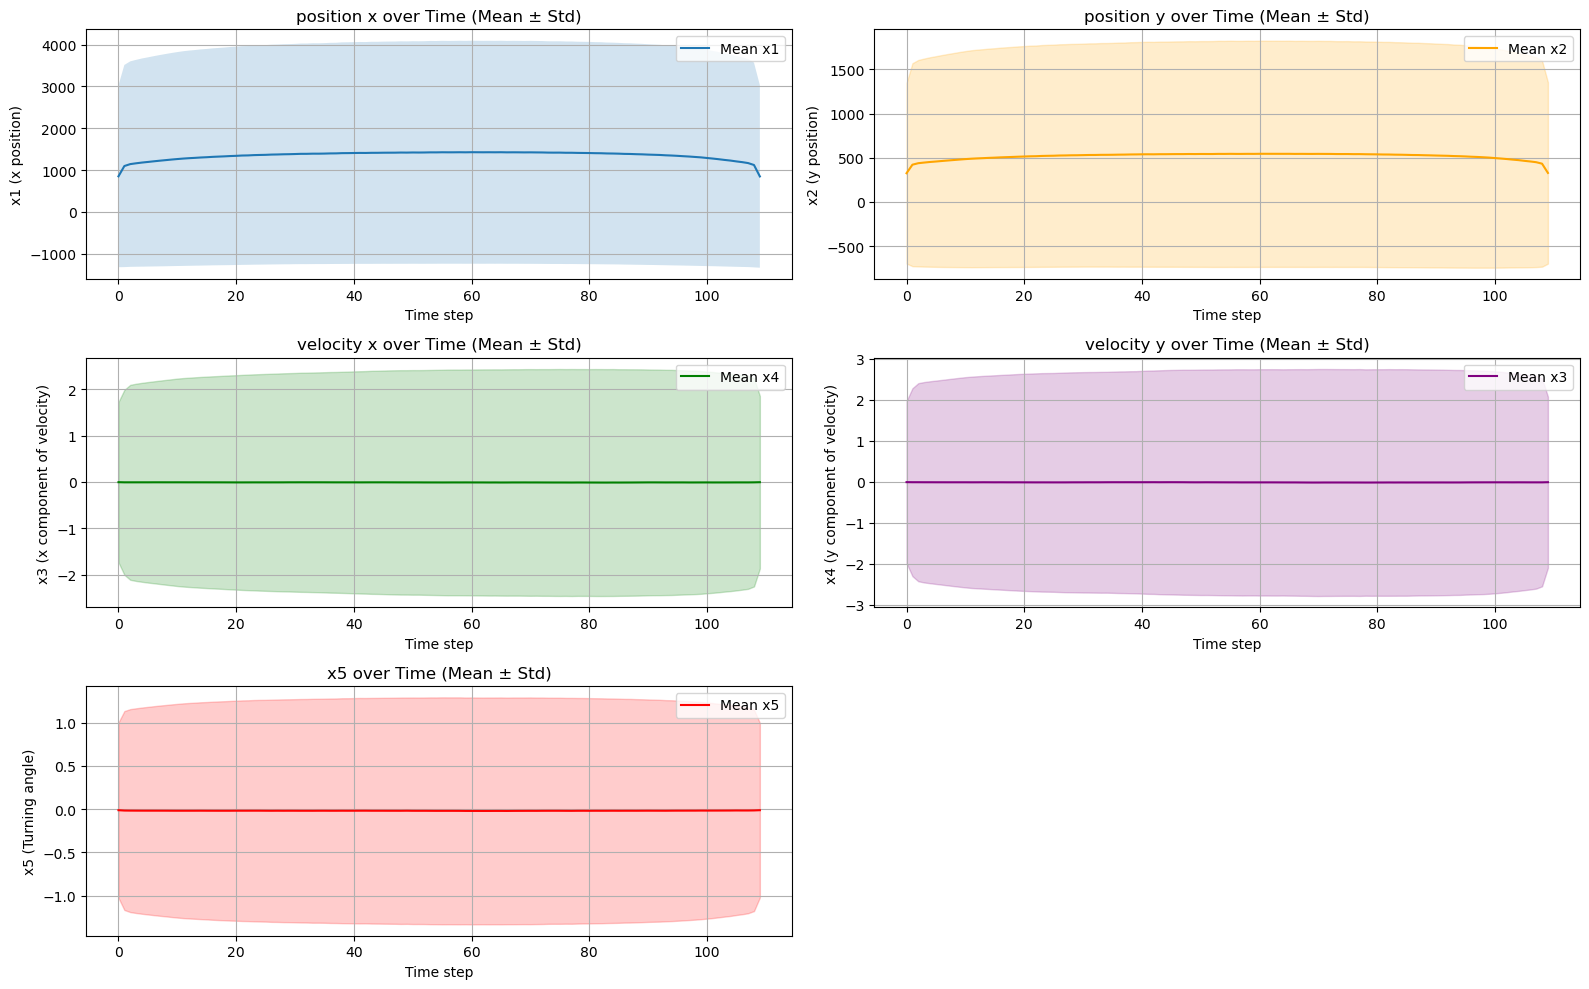 position x over Time (Mean ± Std)
x1 (x position)
4000
3000
2000
1000
0
−1000
Mean x1
0 20 40 60 80 100
Time step
position y over Time (Mean ± Std)
x2 (y position)
1500
1000
500
0
−500
Mean x2
0 20 40 60 80 100
Time step
velocity x over Time (Mean ± Std)
x3 (x component of velocity)
2
1
0
−1
−2
Mean x4
0 20 40 60 80 100
Time step
velocity y over Time (Mean ± Std)
x4 (y component of velocity)
3
2
1
0
−1
−2
−3
Mean x3
0 20 40 60 80 100
Time step
x5 over Time (Mean ± Std)
x5 (Turning angle)
1.0
0.5
0.0
−0.5
−1.0
Mean x5
0 20 40 60 80 100
Time step